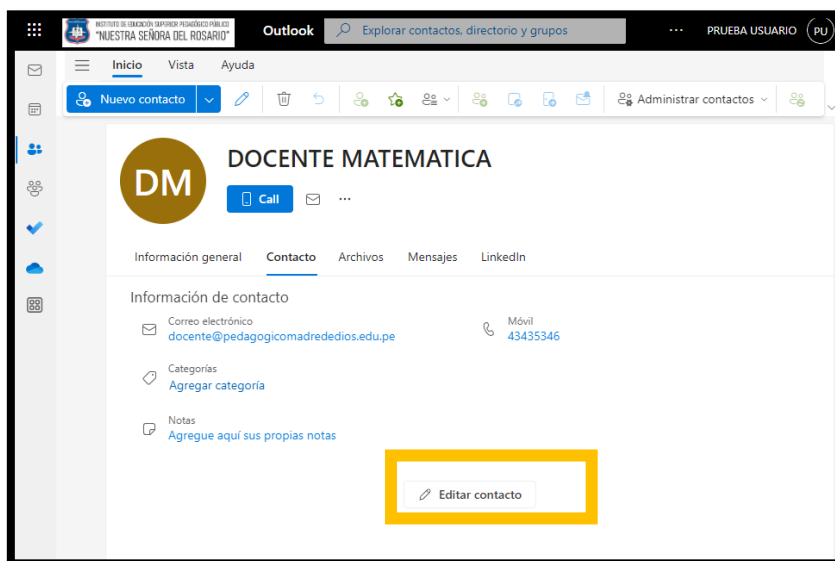 INSTITUTO DE EDUCACIÓN SUPERIOR PEDAGÓGICO PÚBLICO
"NUESTRA SEÑORA DEL ROSARIO"
Outlook
Explorar contactos, directorio y grupos
PRUEBA USUARIO
PU
Inicio Vista Ayuda
Nuevo contacto
Administrar contactos
DM
DOCENTE MATEMATICA
Call
Información general Contacto Archivos Mensajes LinkedIn
Información de contacto
Correo electrónico
docente@pedagogicomadrededios.edu.pe
Móvil
43435346
Categorías
Agregar categoría
Notas
Agregue aquí sus propias notas
Editar contacto